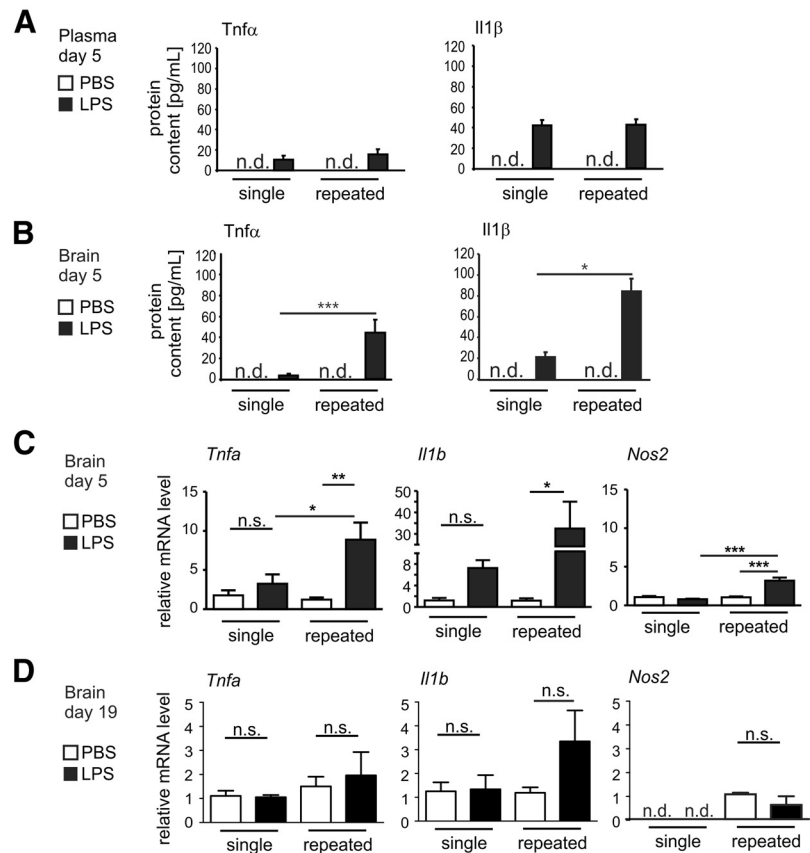 A
Plasma
day 5
PBS
LPS
Tnfα
protein
content [pg/mL]
120
100
80
60
40
20
0
n.d.
n.d.
single
repeated
Il1β
120
100
80
60
40
20
0
n.d.
n.d.
single
repeated
B
Brain
day 5
PBS
LPS
Tnfα
protein
content [pg/mL]
120
100
80
60
40
20
0
***
n.d.
n.d.
single
repeated
Il1β
120
100
80
60
40
20
0
*
n.d.
n.d.
single
repeated
C
Brain
day 5
PBS
LPS
Tnfa
relative mRNA level
15
10
5
0
n.s.
*
**
single
repeated
Il1b
50
30
10
8
4
0
n.s.
*
single
repeated
Nos2
15
10
5
0
***
***
single
repeated
D
Brain
day 19
PBS
LPS
Tnfa
relative mRNA level
5
4
3
2
1
0
n.s.
n.s.
single
repeated
Il1b
5
4
3
2
1
0
n.s.
n.s.
single
repeated
Nos2
5
4
3
2
1
0
n.d.
n.d.
n.s.
single
repeated